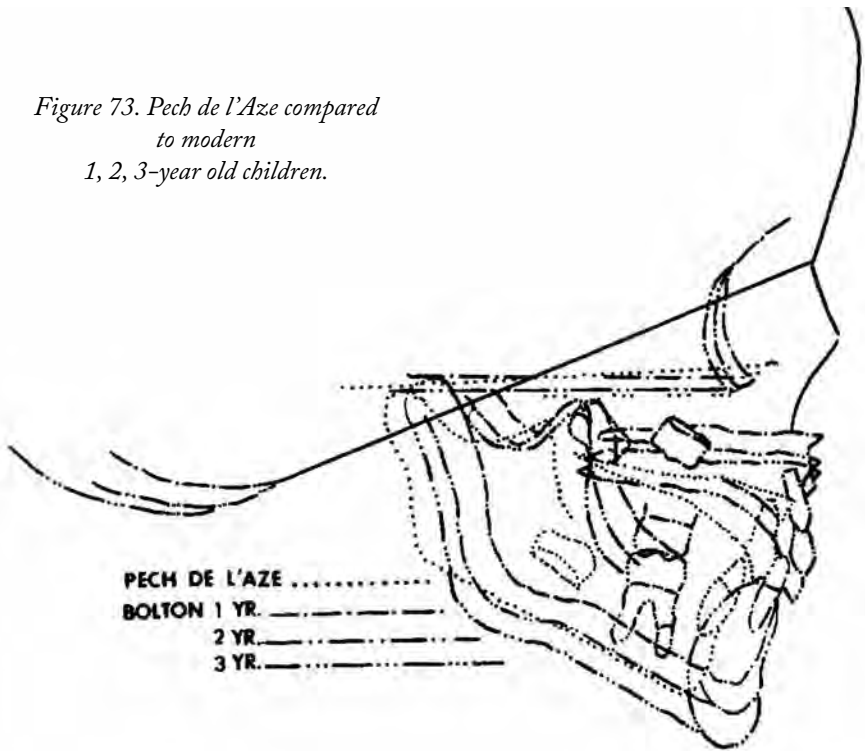 Figure 73. Pech de l'Aze compared
to modern
1, 2, 3-year old children.
PECH DE L'AZE
BOLTON 1 YR.
2 YR.
3 YR.